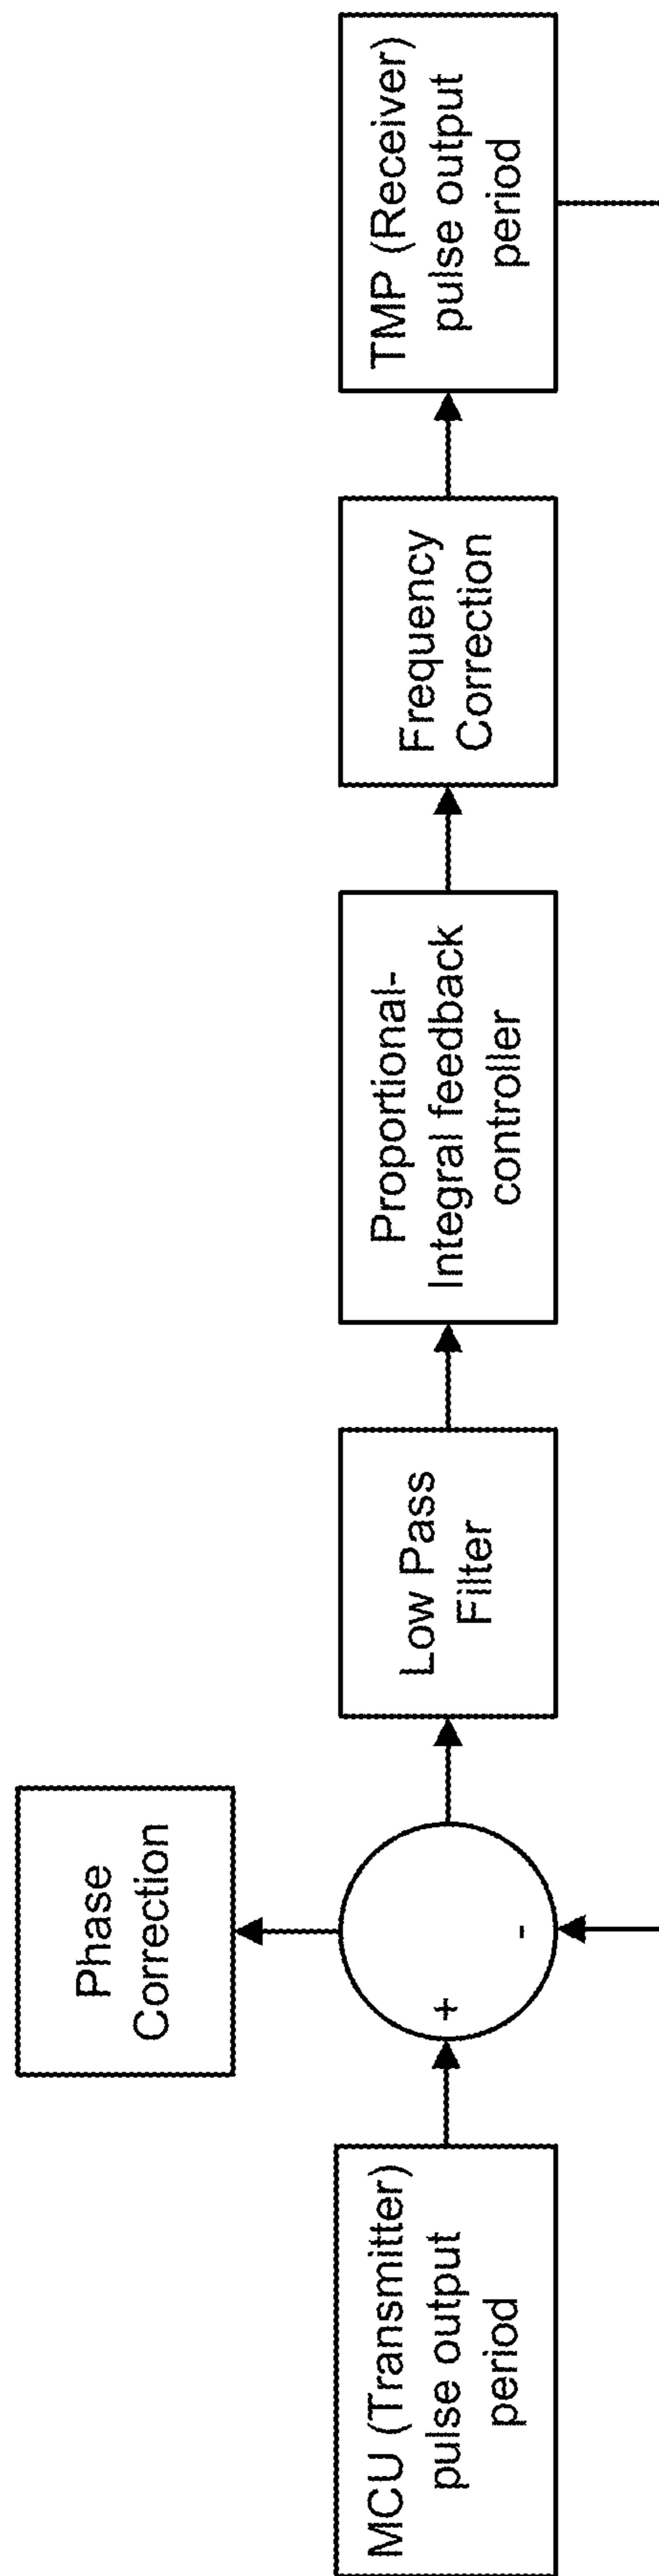 Phase
Correction
MCU (Transmitter)
pulse output
period
+
-
Low Pass
Filter
Proportional-
Integral feedback
controller
Frequency
Correction
TMP (Receiver)
pulse output
period